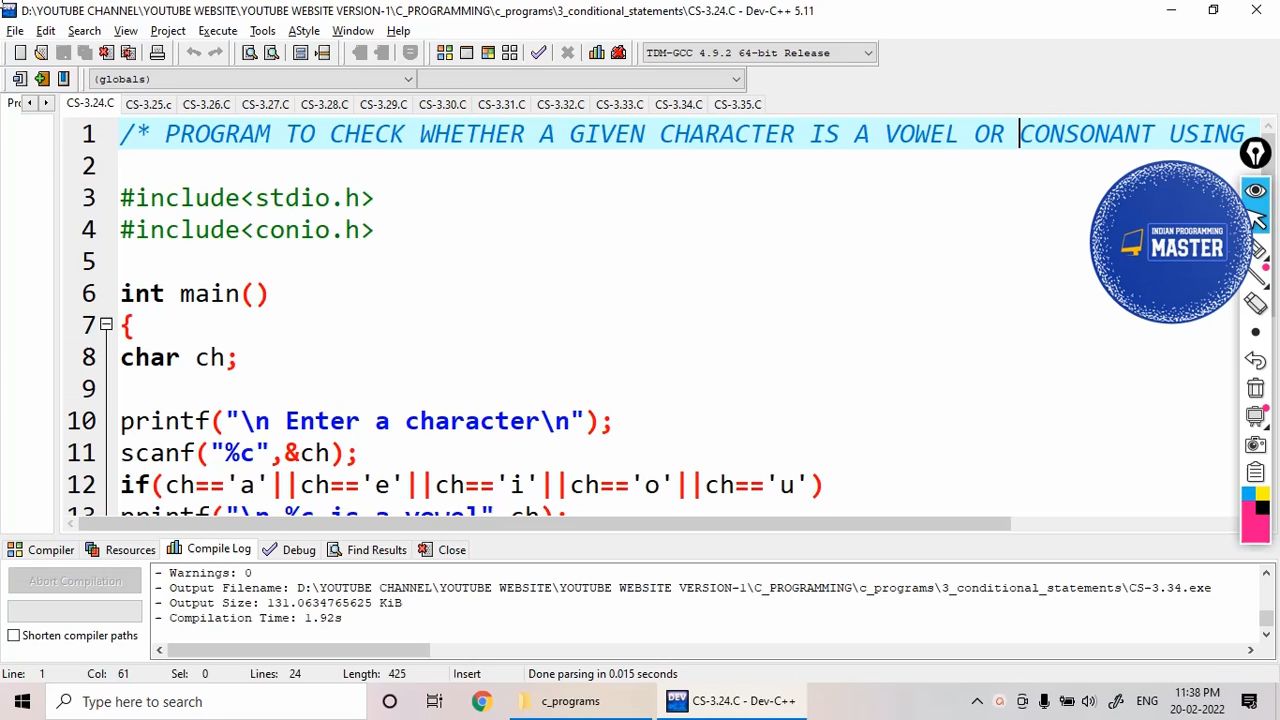 D:\YOUTUBE CHANNEL\YOUTUBE WEBSITE\YOUTUBE WEBSITE VERSION-1\C_PROGRAMMING\c_programs\3_conditional_statements\CS-3.24.C - Dev-C++ 5.11
File Edit Search View Project Execute Tools AStyle Window Help
TDM-GCC 4.9.2 64-bit Release
(globals)
CS-3.24.C CS-3.25.c CS-3.26.C CS-3.27.C CS-3.28.C CS-3.29.C CS-3.30.C CS-3.31.C CS-3.32.C CS-3.33.C CS-3.34.C CS-3.35.C
1 /* PROGRAM TO CHECK WHETHER A GIVEN CHARACTER IS A VOWEL OR CONSONANT USING
2
3 #include<stdio.h>
4 #include<conio.h>
5
6 int main()
7 {
8 char ch;
9
10 printf("\n Enter a character\n");
11 scanf("%c",&ch);
12 if(ch=='a'||ch=='e'||ch=='i'||ch=='o'||ch=='u')
13 printf("\n %c is a vowel",ch);
INDIAN PROGRAMMING
MASTER
Compiler Resources Compile Log Debug Find Results Close
Abort Compilation
Shorten compiler paths
- Warnings: 0
- Output Filename: D:\YOUTUBE CHANNEL\YOUTUBE WEBSITE\YOUTUBE WEBSITE VERSION-1\C_PROGRAMMING\c_programs\3_conditional_statements\CS-3.34.exe
- Output Size: 131.0634765625 KiB
- Compilation Time: 1.92s
Line: 1 Col: 61 Sel: 0 Lines: 24 Length: 425 Insert Done parsing in 0.015 seconds
Type here to search
c_programs
DEV
CS-3.24.C - Dev-C++
ENG
11:38 PM
20-02-2022